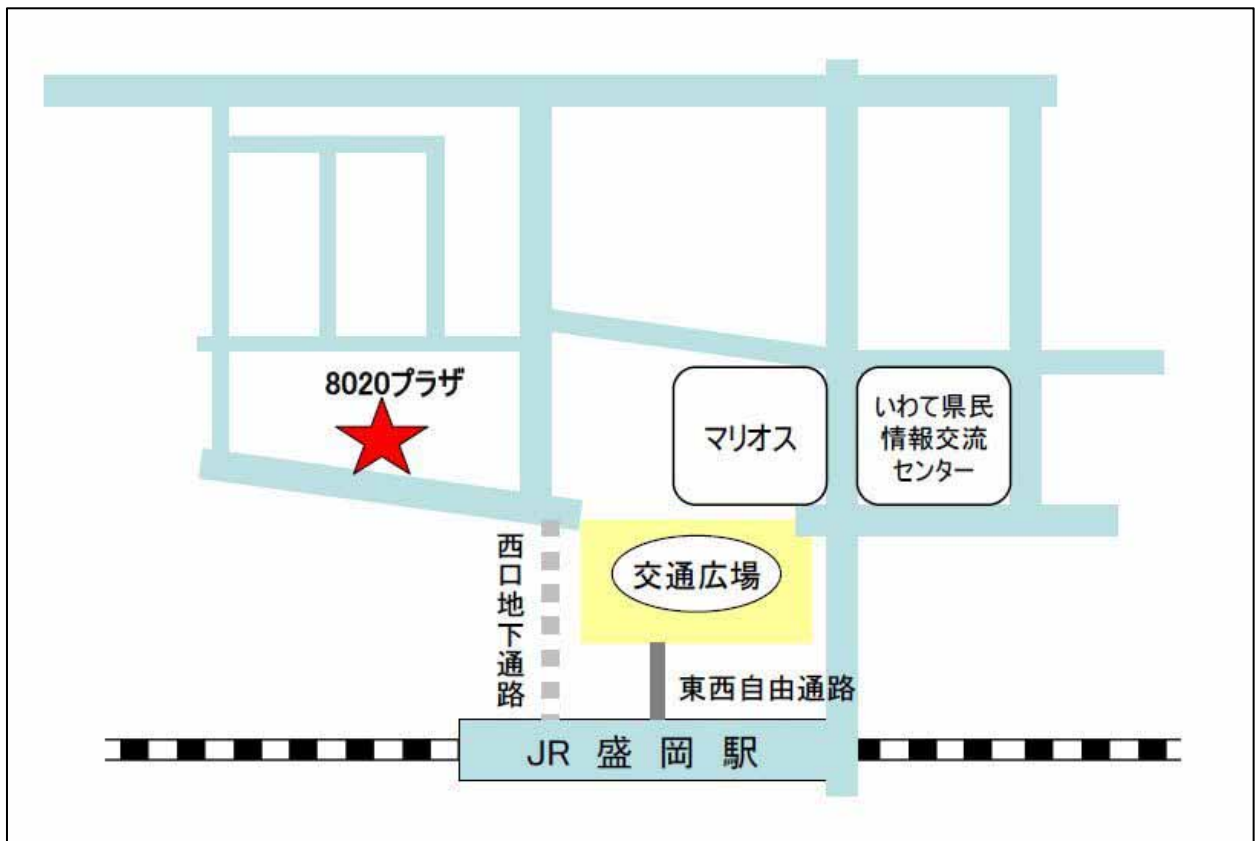 8020プラザ
マリオス
いわて県民
情報交流
センター
交通広場
西口地下通路
東西自由通路
JR 盛岡駅